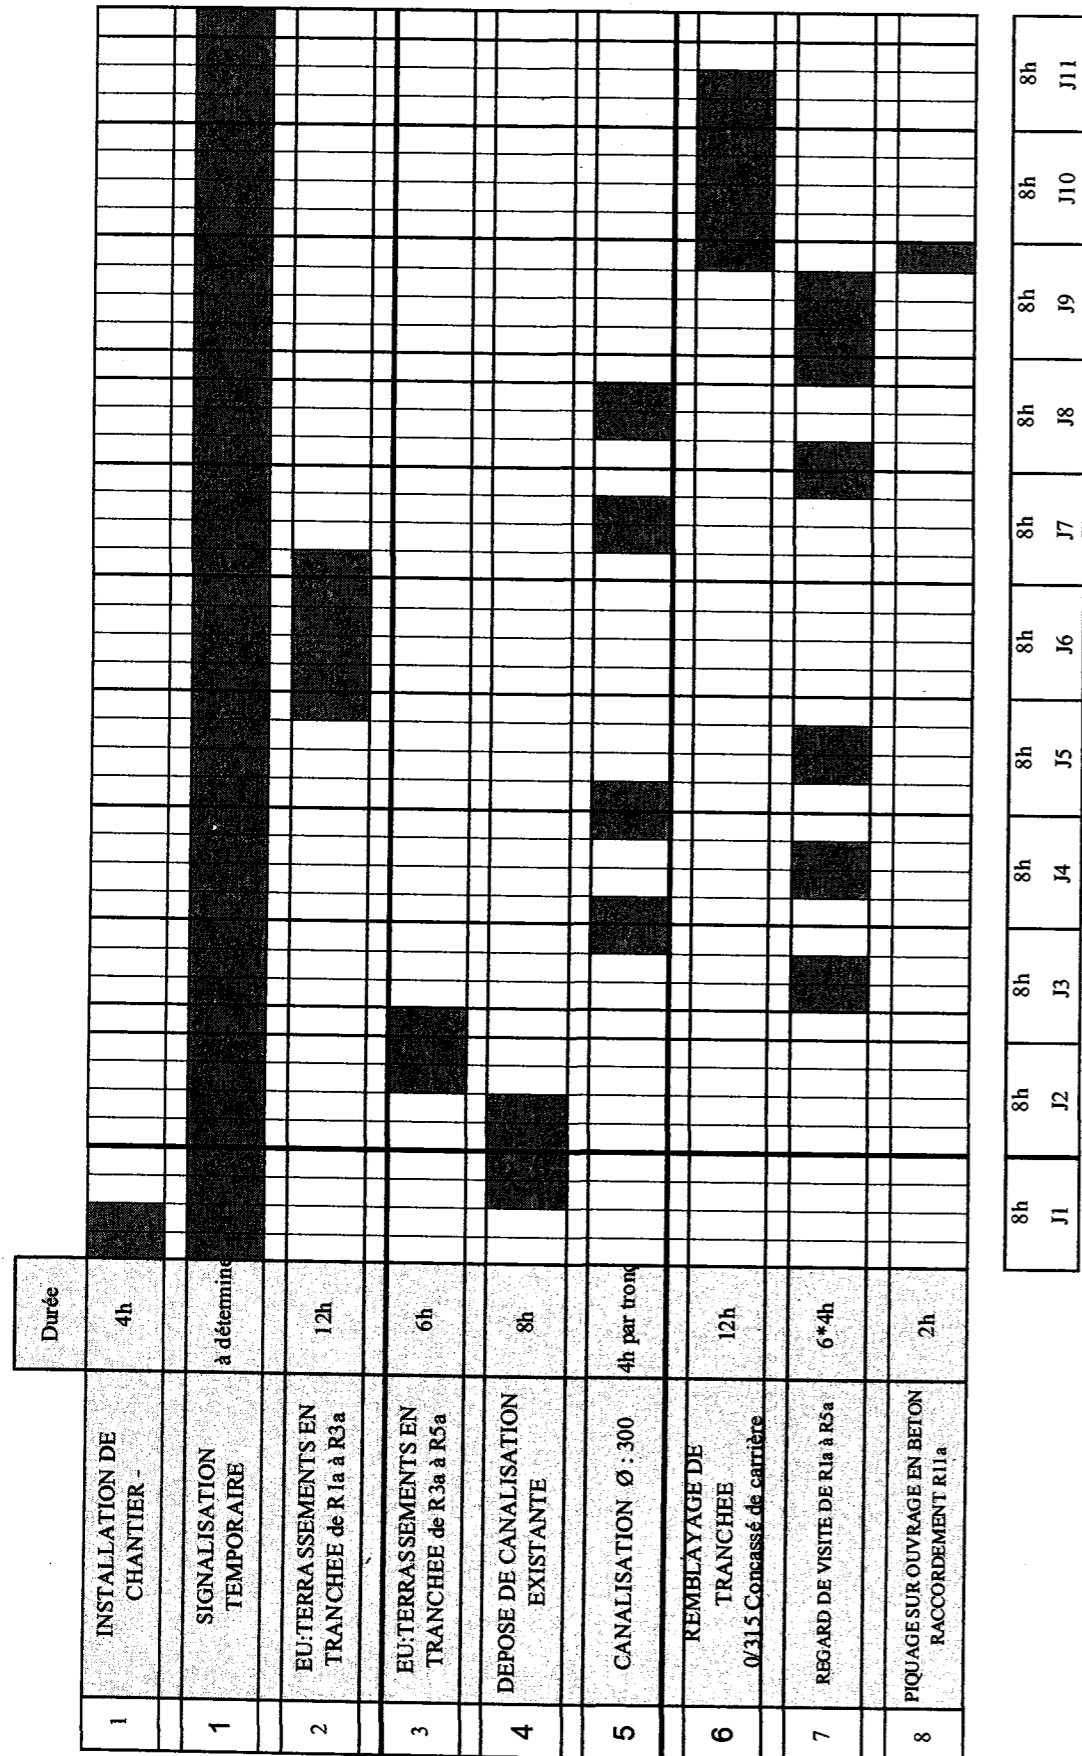 Durée
1
INSTALLATION DE
CHANTIER -
4h
1
SIGNALISATION
TEMPORAIRE
à détermine
2
EU:TERRASSEMENTS EN
TRANCHEE de R1a à R3a
12h
3
EU:TERRASSEMENTS EN
TRANCHEE de R3a à R5a
6h
4
DEPOSE DE CANALISATION
EXISTANTE
8h
5
CANALISATION Ø : 300
4h par tronç
6
REMBLAYAGE DE
TRANCHEE
0/315 Concassé de carrière
12h
7
REGARD DE VISITE DE R1a à R5a
6*4h
8
PIQUAGE SUR OUVRAGE EN BETON
RACCORDEMENT R11a
2h
8h 8h 8h 8h 8h 8h 8h 8h 8h 8h 8h
J1 J2 J3 J4 J5 J6 J7 J8 J9 J10 J11